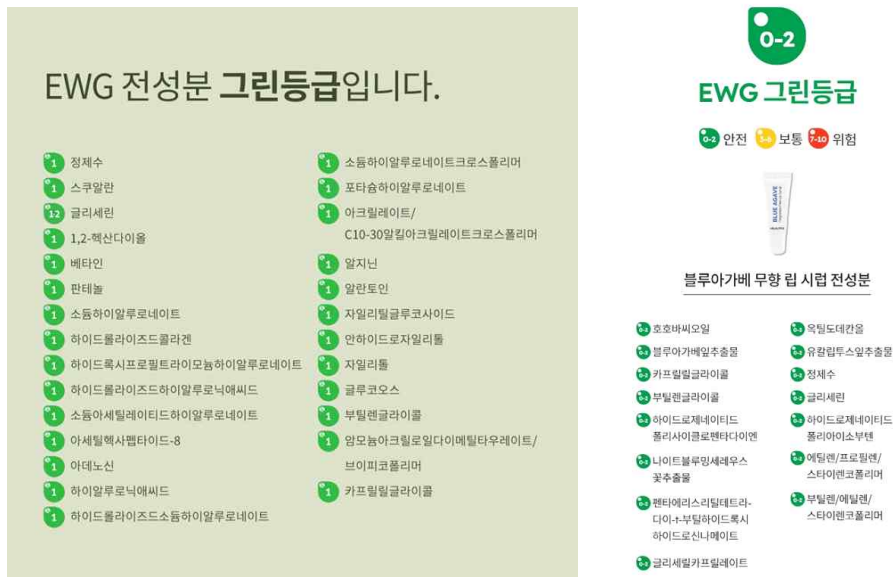 EWG 전성분 그린등급입니다.
1 정제수
1 스쿠알란
1-2 글리세린
1 1,2-헥산다이올
1 베타인
1 판테놀
1 소듐하이알루로네이트
1 하이드롤라이즈드콜라겐
1 하이드록시프로필트라이모늄하이알루로네이트
1 하이드롤라이즈드하이알루로닉애씨드
1 소듐아세틸레이티드하이알루로네이트
1 아세틸헥사펩타이드-8
1 아데노신
1 하이알루로닉애씨드
1 하이드롤라이즈드소듐하이알루로네이트
1 소듐하이알루로네이트크로스폴리머
1 포타슘하이알루로네이트
1 아크릴레이트/
C10-30알킬아크릴레이트크로스폴리머
1 알지닌
1 알란토인
1 자일리틸글루코사이드
1 안하이드로자일리톨
1 자일리톨
1 글루코오스
1 부틸렌글라이콜
1 암모늄아크릴로일다이메틸타우레이트/
브이피코폴리머
1 카프릴릴글라이콜
0-2
EWG 그린등급
0-2 안전 3-6 보통 7-10 위험
BLUE AGAVE
블루아가베 무향 립 시럽 전성분
0-2 호호바씨오일
0-2 블루아가베잎추출물
0-2 카프릴릴글라이콜
0-2 부틸렌글라이콜
0-2 하이드로제네이티드
폴리사이클로펜타다이엔
0-2 나이트블루밍세레우스
꽃추출물
0-2 펜타에리스리틸테트라-
다이-t-부틸하이드록시
하이드로신나메이트
0-2 글리세릴카프릴레이트
0-2 옥틸도데칸올
0-2 유칼립투스잎추출물
0-2 정제수
0-2 글리세린
0-2 하이드로제네이티드
폴리아이소부텐
0-2 에틸렌/프로필렌/
스타이렌코폴리머
0-2 부틸렌/에틸렌/
스타이렌코폴리머